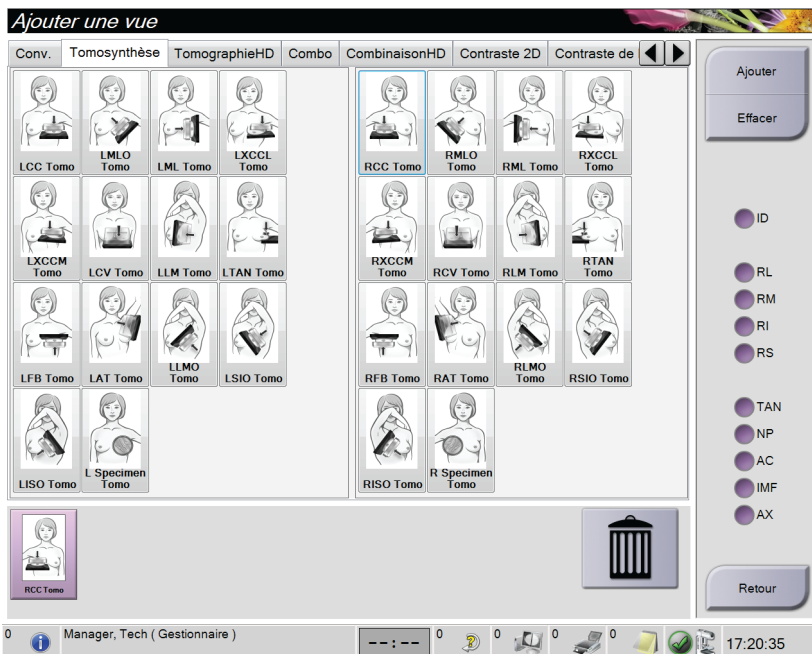 Ajouter une vue
Conv. Tomosynthèse TomographieHD Combo CombinaisonHD Contraste 2D Contraste de
Ajouter
Effacer
LCC Tomo
LMLO
Tomo
LML Tomo
LXCCL
Tomo
RCC Tomo
RMLO
Tomo
RML Tomo
RXCCL
Tomo
LXCCM
Tomo
LCV Tomo
LLM Tomo
LTAN Tomo
RXCCM
Tomo
RCV Tomo
RLM Tomo
RTAN
Tomo
LFB Tomo
LAT Tomo
LLMO
Tomo
LSIO Tomo
RFB Tomo
RAT Tomo
RLMO
Tomo
RSIO Tomo
LISO Tomo
L Specimen
Tomo
RISO Tomo
R Specimen
Tomo
ID
RL
RM
RI
RS
TAN
NP
AC
IMF
AX
RCC Tomo
Retour
0 Manager, Tech ( Gestionnaire ) --:-- 0 0 0 0 17:20:35